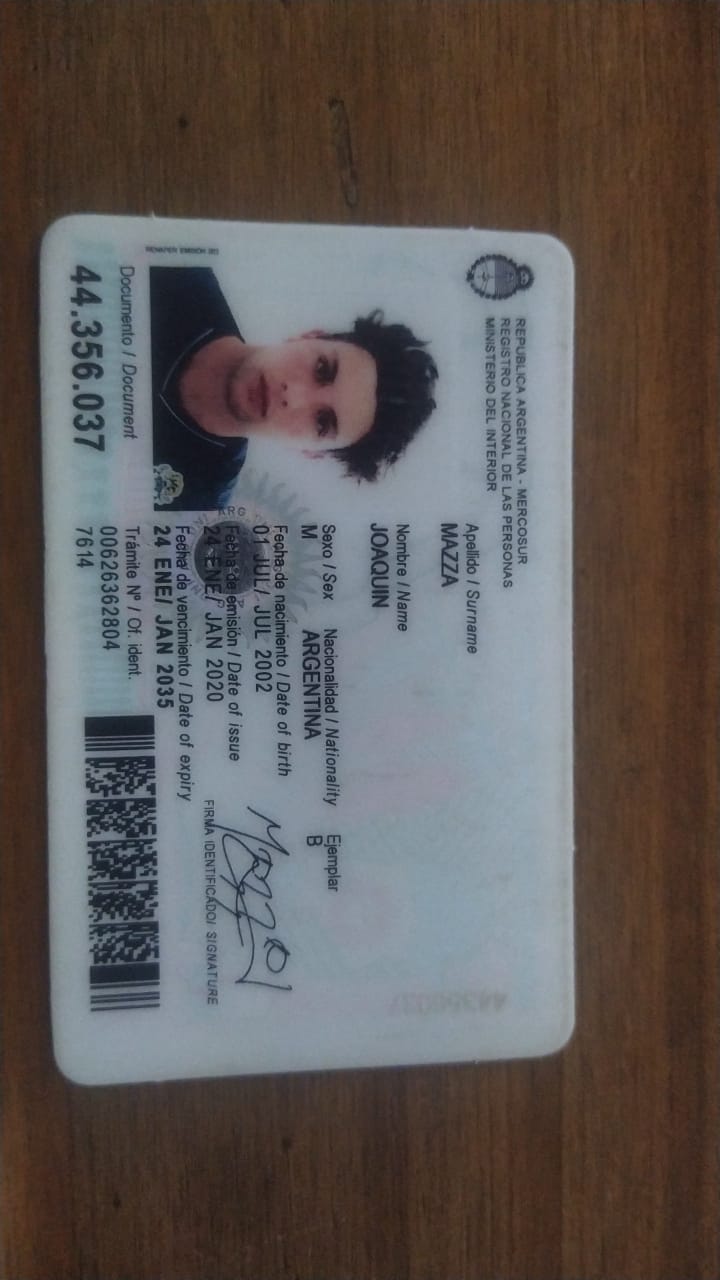 REPUBLICA ARGENTINA - MERCOSUR
REGISTRO NACIONAL DE LAS PERSONAS
MINISTERIO DEL INTERIOR
Apellido / Surname
MAZZA
Nombre / Name
JOAQUIN
Sexo / Sex Nacionalidad / Nationality Ejemplar
M ARGENTINA B
Fecha de nacimiento / Date of birth
01 JUL/ JUL 2002
Fecha de emisión / Date of issue
24 ENE/ JAN 2020
Fecha de vencimiento / Date of expiry
24 ENE/ JAN 2035
FIRMA IDENTIFICADO/ SIGNATURE
Trámite Nº / Of. ident.
00626362804
7614
Documento / Document
44.356.037